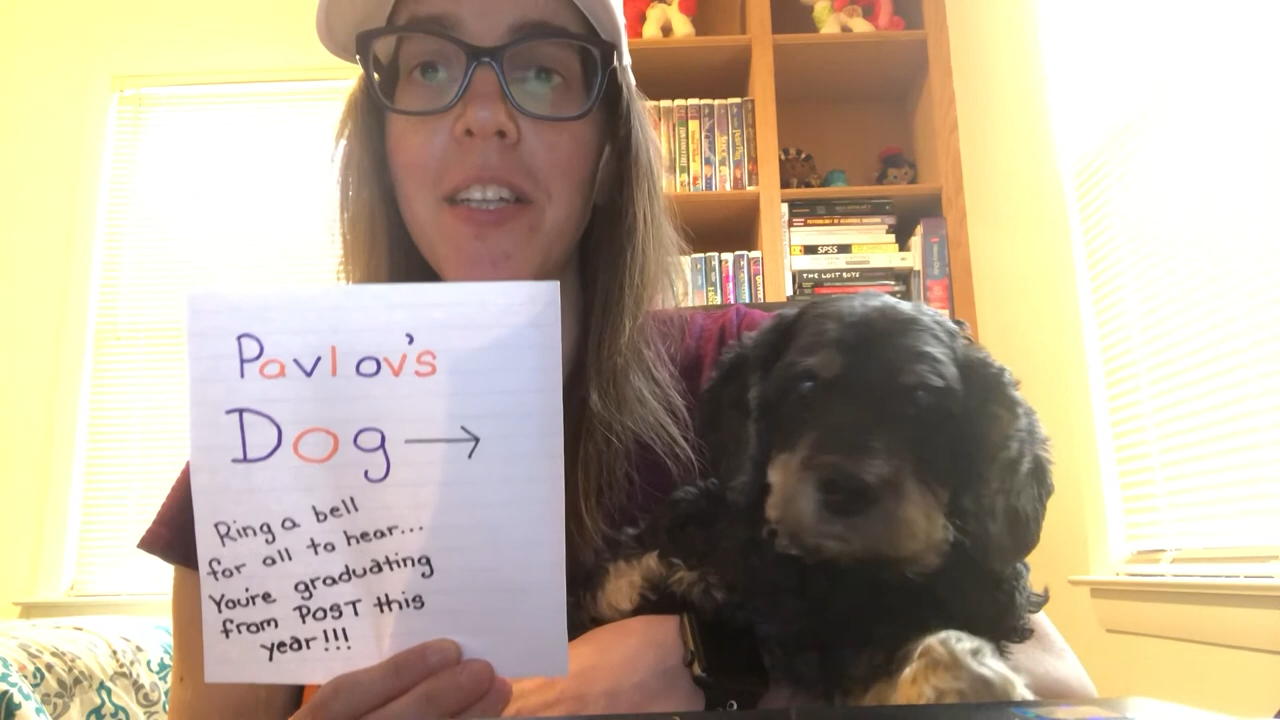 Pavlov's
Dog →
Ring a bell
for all to hear...
You're graduating
from POST this
year!!!
SPSS
THE LOST BOYS